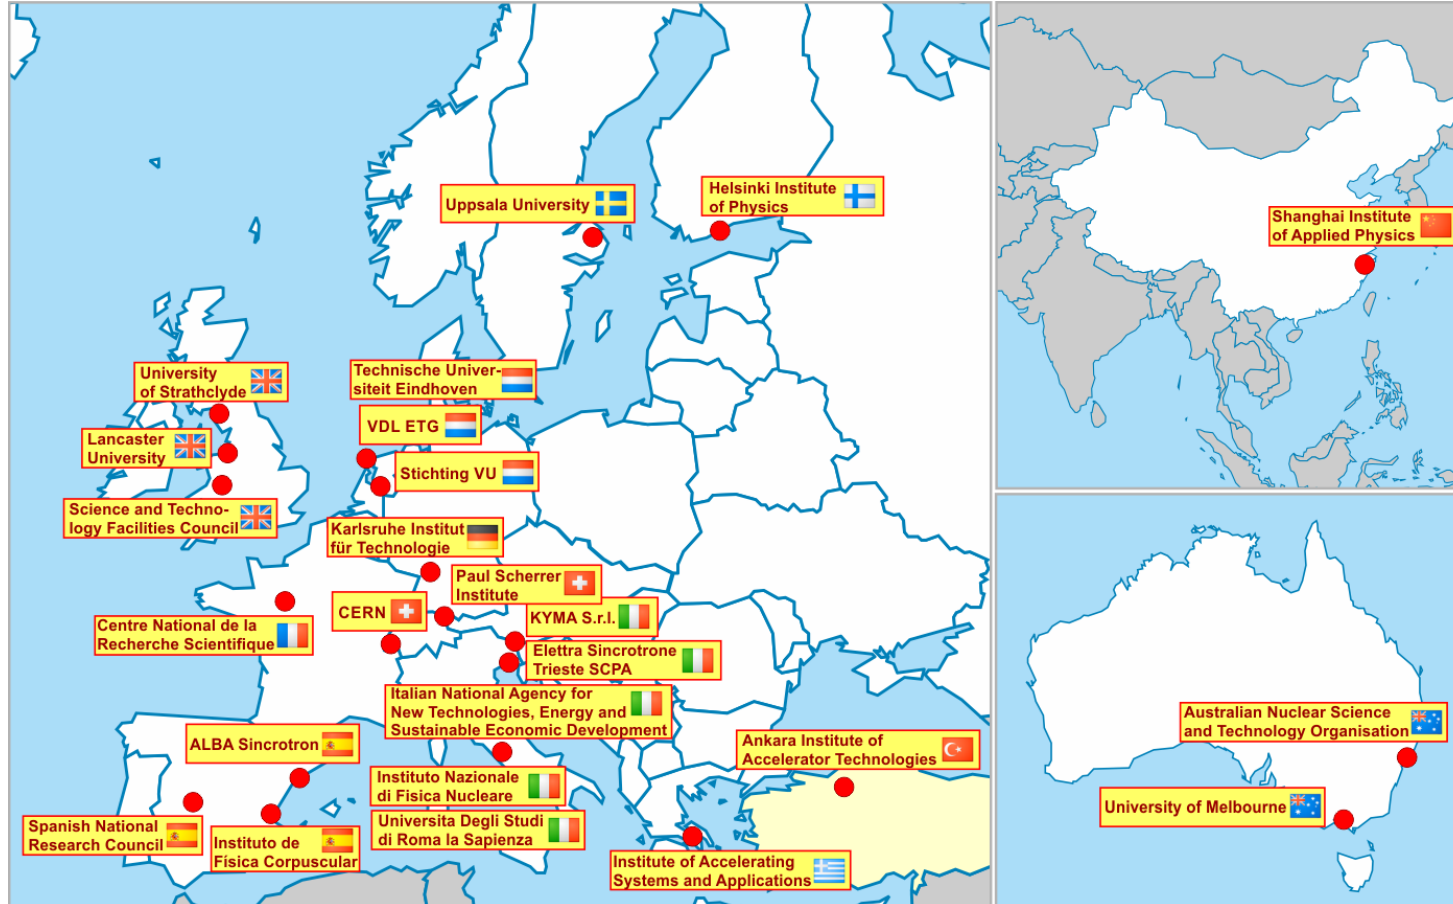 Uppsala University
Helsinki Institute
of Physics
Shanghai Institute
of Applied Physics
University
of Strathclyde
Technische Univer-
siteit Eindhoven
VDL ETG
Lancaster
University
Stichting VU
Science and Techno-
logy Facilities Council
Karlsruhe Institut
für Technologie
Paul Scherrer
Institute
CERN
KYMA S.r.l.
Centre National de la
Recherche Scientifique
Elettra Sincrotrone
Trieste SCPA
Italian National Agency for
New Technologies, Energy and
Sustainable Economic Development
ALBA Sincrotron
Ankara Institute of
Accelerator Technologies
Instituto Nazionale
di Fisica Nucleare
Spanish National
Research Council
Instituto de
Física Corpuscular
Universita Degli Studi
di Roma la Sapienza
Institute of Accelerating
Systems and Applications
Australian Nuclear Science
and Technology Organisation
University of Melbourne